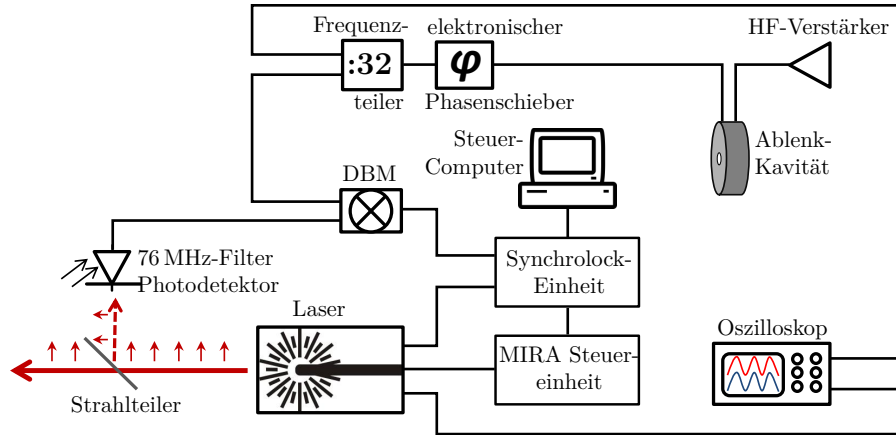 Frequenz-
:32
teiler
elektronischer
φ
Phasenschieber
HF-Verstärker
Steuer-
Computer
Ablenk-
Kavität
DBM
76 MHz-Filter
Photodetektor
Synchrolock-
Einheit
Laser
MIRA Steuer-
einheit
Oszilloskop
Strahlteiler